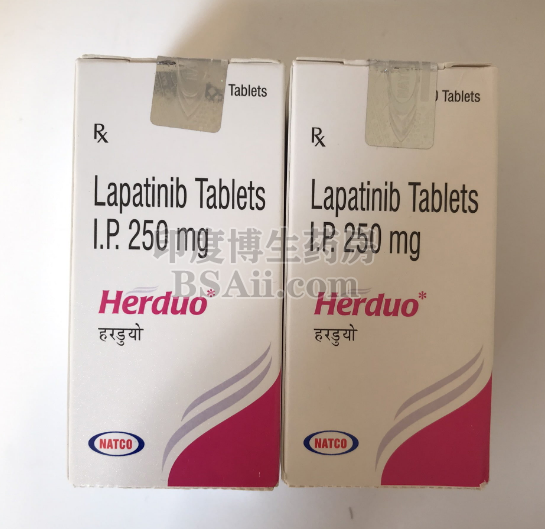 Tablets
Rx
Lapatinib Tablets
I.P. 250 mg
Herduo*
हरडुयो
NATCO
Tablets
Rx
Lapatinib Tablets
I.P. 250 mg
Herduo*
हरडुयो
NATCO
印度博生药房
BSAii.com